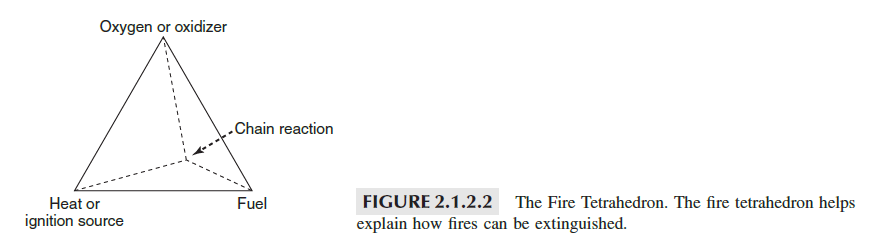 Oxygen or oxidizer
Chain reaction
Heat or
ignition source
Fuel
FIGURE 2.1.2.2 The Fire Tetrahedron. The fire tetrahedron helps
explain how fires can be extinguished.